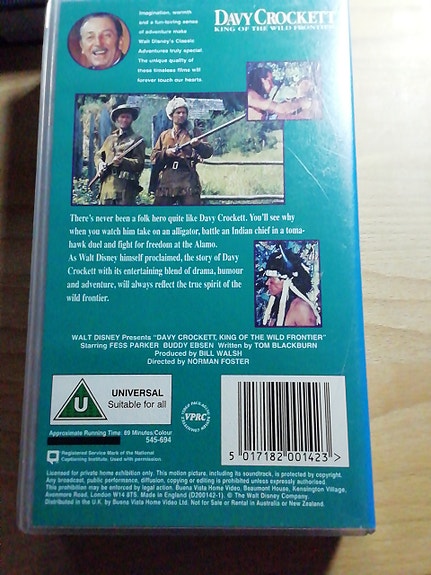 Imagination, warmth
and a fun-loving sense
of adventure make
Walt Disney's Classic
Adventures truly special.
The unique quality of
these timeless films will
forever touch our hearts.
DAVY CROCKETT
KING OF THE WILD FRONTIER
There's never been a folk hero quite like Davy Crockett. You'll see why
when you watch him take on an alligator, battle an Indian chief in a toma-
hawk duel and fight for freedom at the Alamo.
As Walt Disney himself proclaimed, the story of Davy
Crockett with its entertaining blend of drama, humour
and adventure, will always reflect the true spirit of the
wild frontier.
WALT DISNEY Presents "DAVY CROCKETT, KING OF THE WILD FRONTIER"
Starring FESS PARKER BUDDY EBSEN Written by TOM BLACKBURN
Produced by BILL WALSH
Directed by NORMAN FOSTER
U
UNIVERSAL
Suitable for all
VPRC
Approximate Running Time: 89 Minutes/Colour
545-694
5 017182 001423 >
Registered Service Mark of the National
Captioning Institute. Used with permission.
Licensed for private home exhibition only. This motion picture, including its soundtrack, is protected by copyright.
Any broadcast, public performance, diffusion, copying or editing is prohibited unless expressly authorised.
This prohibition may be enforced by legal action. Buena Vista Home Video, Beaumont House, Kensington Village,
Avonmore Road, London W14 8TS. Made in England (D200142-1). © The Walt Disney Company.
Distributed in the U.K. by Buena Vista Home Video Ltd. Not for Sale or Rental in Australia or New Zealand.